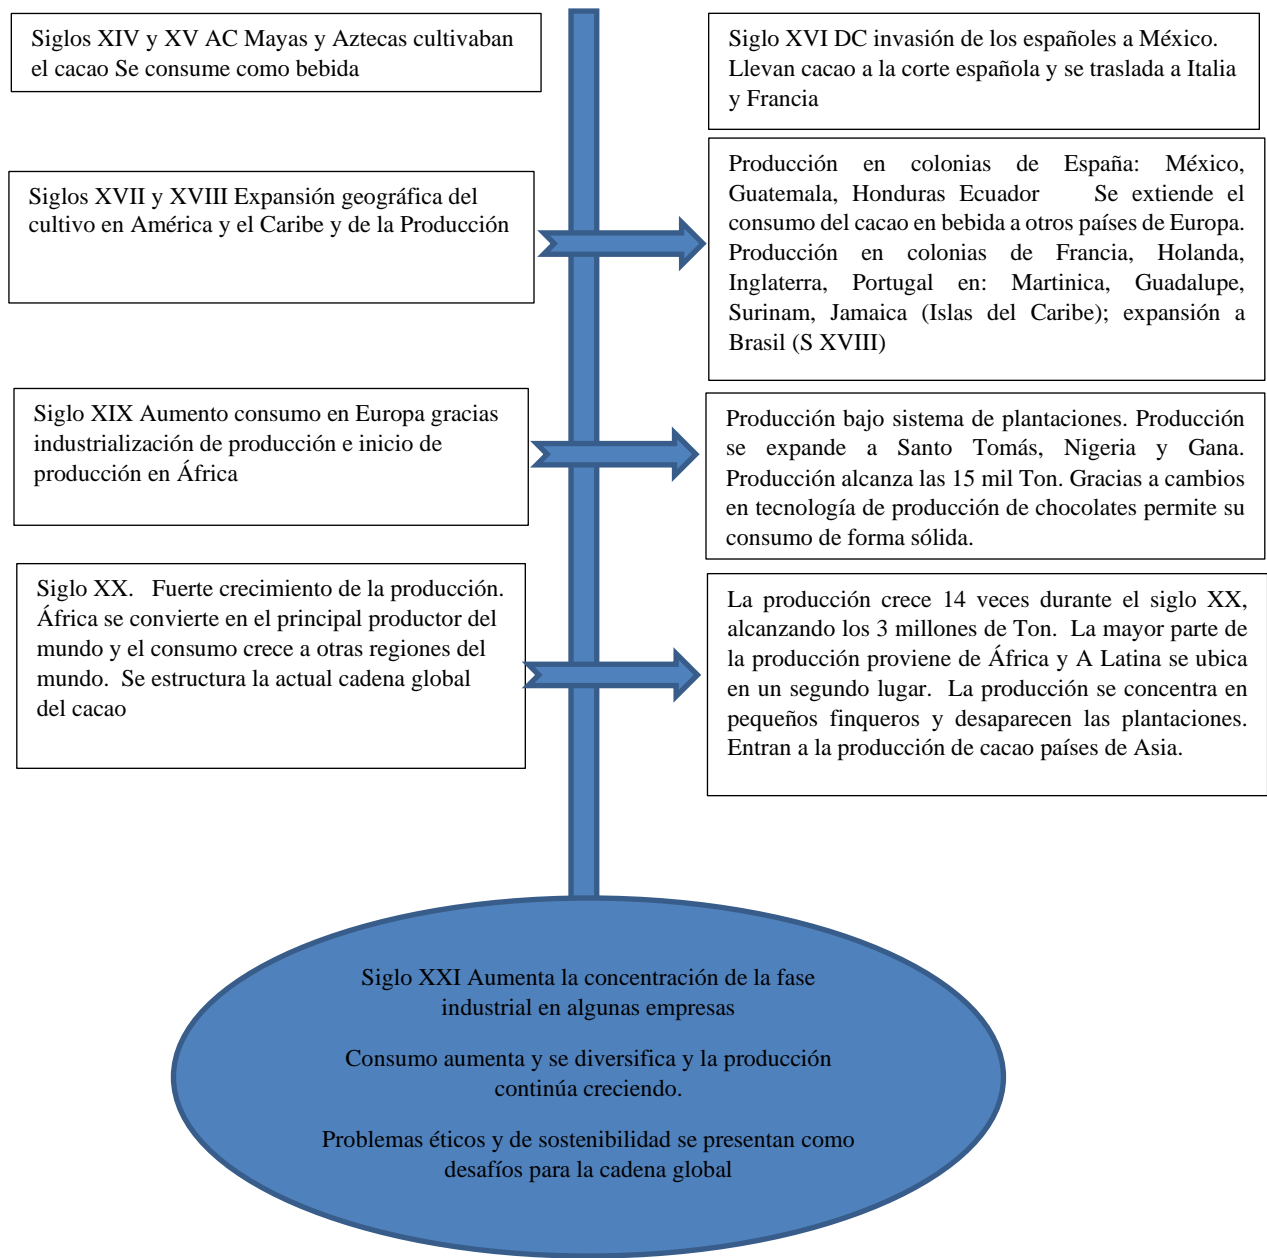 Siglos XIV y XV AC Mayas y Aztecas cultivaban
el cacao Se consume como bebida
Siglo XVI DC invasión de los españoles a México.
Llevan cacao a la corte española y se traslada a Italia
y Francia
Siglos XVII y XVIII Expansión geográfica del
cultivo en América y el Caribe y de la Producción
Producción en colonias de España: México,
Guatemala, Honduras Ecuador Se extiende el
consumo del cacao en bebida a otros países de Europa.
Producción en colonias de Francia, Holanda,
Inglaterra, Portugal en: Martinica, Guadalupe,
Surinam, Jamaica (Islas del Caribe); expansión a
Brasil (S XVIII)
Siglo XIX Aumento consumo en Europa gracias
industrialización de producción e inicio de
producción en África
Producción bajo sistema de plantaciones. Producción
se expande a Santo Tomás, Nigeria y Gana.
Producción alcanza las 15 mil Ton. Gracias a cambios
en tecnología de producción de chocolates permite su
consumo de forma sólida.
Siglo XX. Fuerte crecimiento de la producción.
África se convierte en el principal productor del
mundo y el consumo crece a otras regiones del
mundo. Se estructura la actual cadena global
del cacao
La producción crece 14 veces durante el siglo XX,
alcanzando los 3 millones de Ton. La mayor parte de
la producción proviene de África y A Latina se ubica
en un segundo lugar. La producción se concentra en
pequeños finqueros y desaparecen las plantaciones.
Entran a la producción de cacao países de Asia.
Siglo XXI Aumenta la concentración de la fase
industrial en algunas empresas
Consumo aumenta y se diversifica y la producción
continúa creciendo.
Problemas éticos y de sostenibilidad se presentan como
desafíos para la cadena global